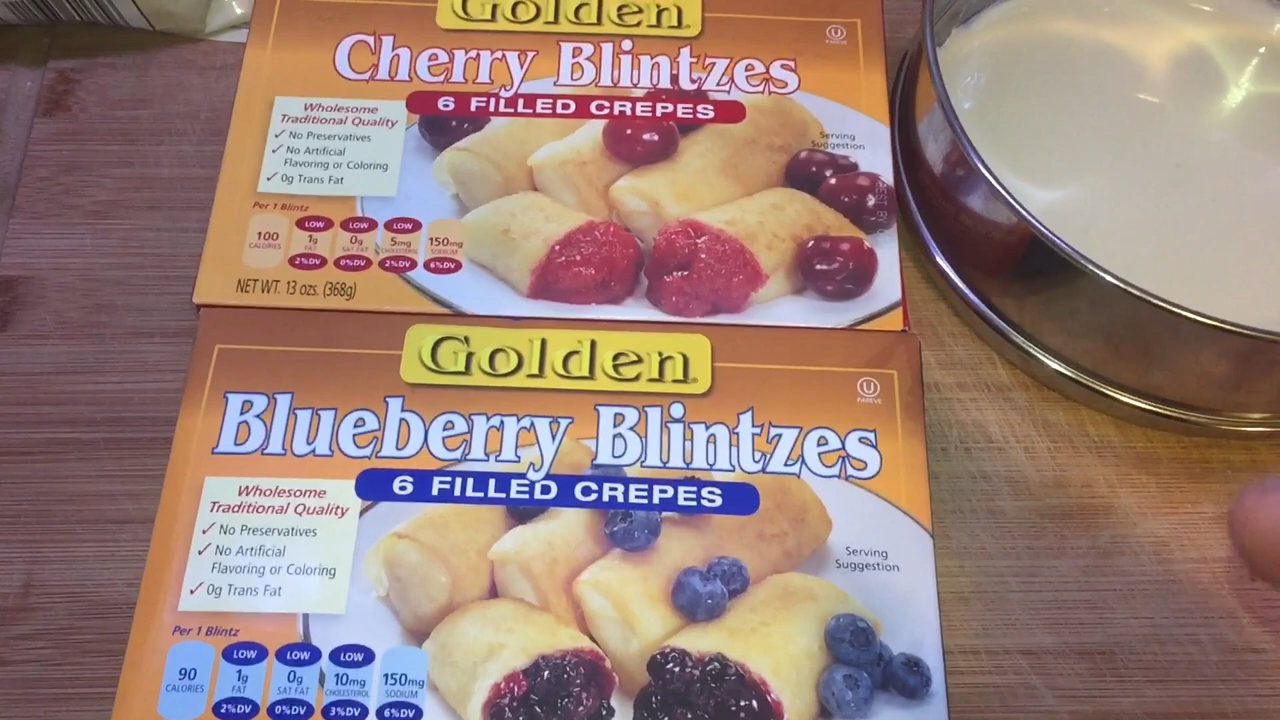 Golden
U
PAREVE
Cherry Blintzes
6 FILLED CREPES
Wholesome
Traditional Quality
✓ No Preservatives
✓ No Artificial
Flavoring or Coloring
✓ 0g Trans Fat
Serving
Suggestion
Per 1 Blintz
LOW LOW LOW
100 1g 0g 5mg 150mg
CALORIES FAT SAT FAT CHOLESTEROL SODIUM
2%DV 0%DV 2%DV 6%DV
NET WT. 13 ozs. (368g)
Golden
U
PAREVE
Blueberry Blintzes
6 FILLED CREPES
Wholesome
Traditional Quality
✓ No Preservatives
✓ No Artificial
Flavoring or Coloring
✓ 0g Trans Fat
Serving
Suggestion
Per 1 Blintz
LOW LOW LOW
90 1g 0g 10mg 150mg
CALORIES FAT SAT FAT CHOLESTEROL SODIUM
2%DV 0%DV 3%DV 6%DV